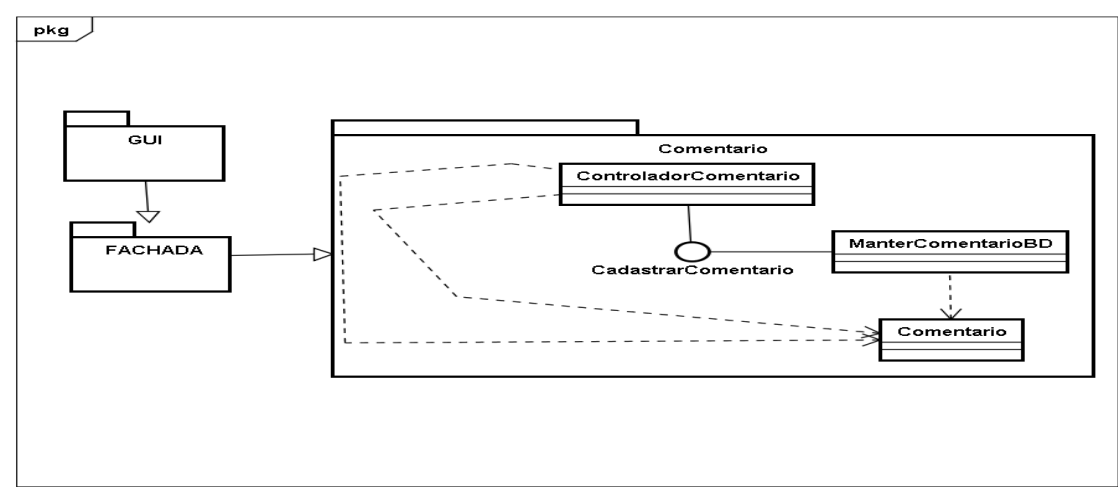 pkg
GUI
FACHADA
Comentario
ControladorComentario
CadastrarComentario
ManterComentarioBD
Comentario